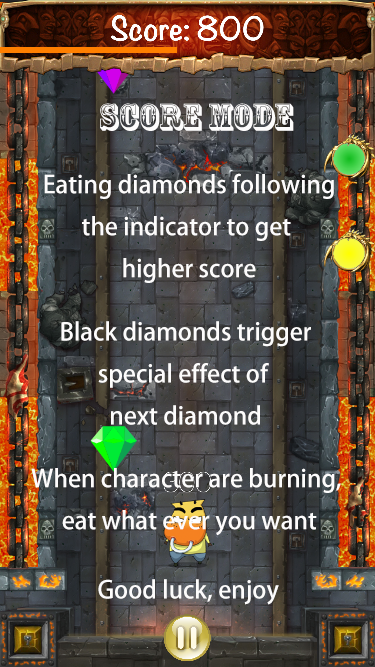 Score: 800
SCORE MODE
Eating diamonds following
the indicator to get
higher score
Black diamonds trigger
special effect of
next diamond
When character are burning,
eat what ever you want
Good luck, enjoy